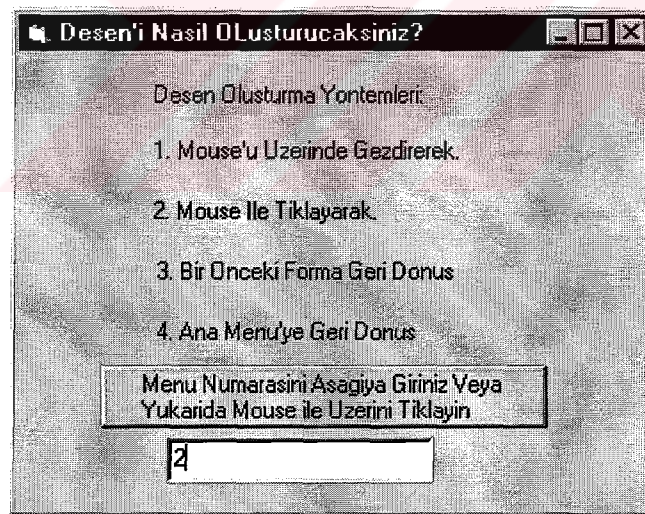 Desen'i Nasil OLusturucaksiniz?
Desen Olusturma Yontemleri:
1. Mouse'u Uzerinde Gezdirerek.
2. Mouse Ile Tiklayarak.
3. Bir Onceki Forma Geri Donus
4. Ana Menu'ye Geri Donus
Menu Numarasini Asagiya Giriniz Veya
Yukarida Mouse ile Uzerini Tiklayin
2